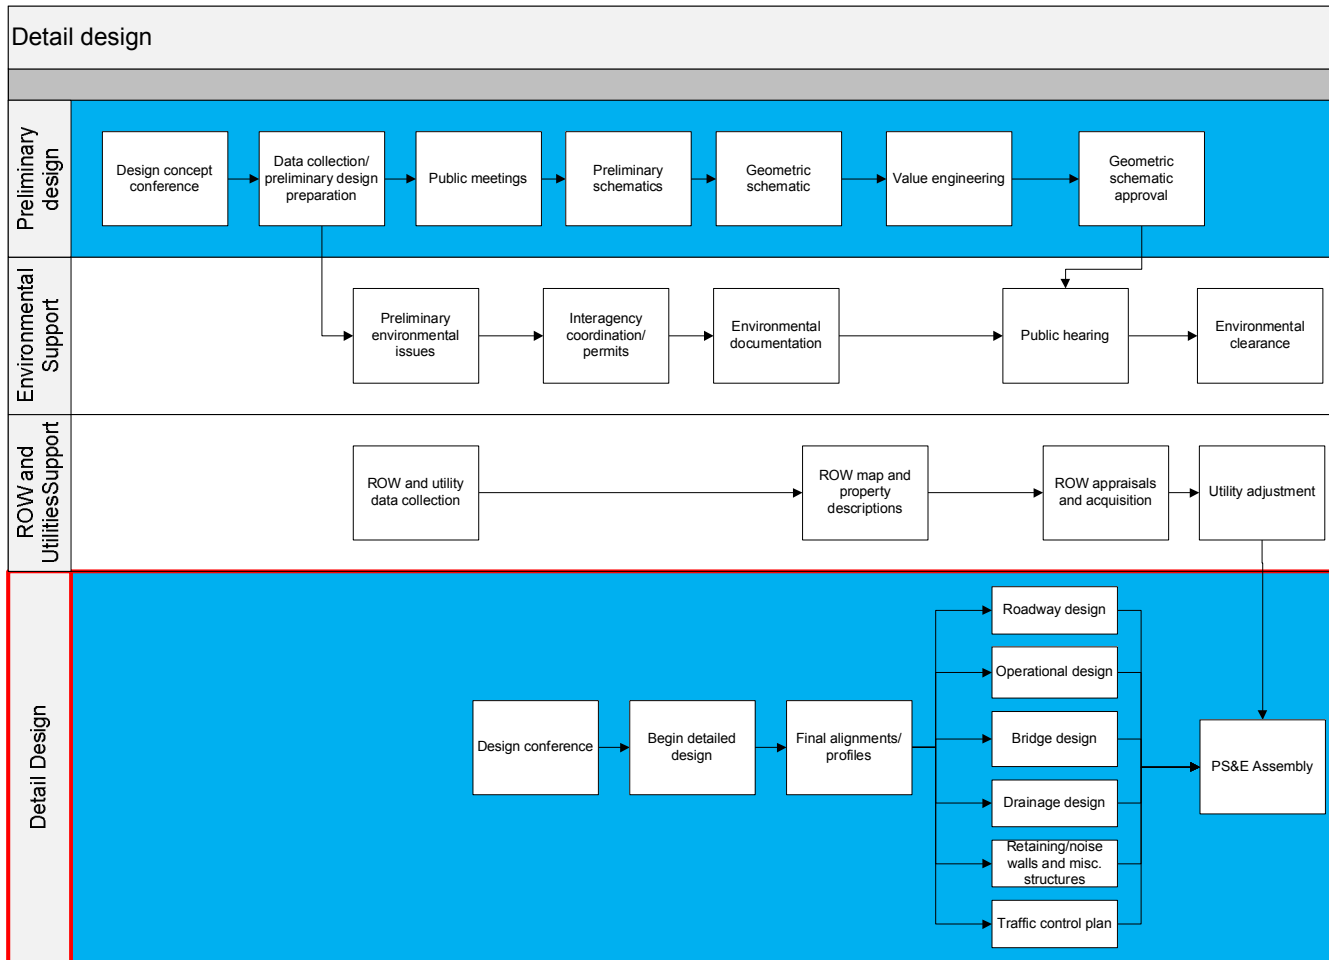 Detail design
Preliminary
design
Design concept
conference
Data collection/
preliminary design
preparation
Public meetings
Preliminary
schematics
Geometric
schematic
Value engineering
Geometric
schematic
approval
Environmental
Support
Preliminary
environmental
issues
Interagency
coordination/
permits
Environmental
documentation
Public hearing
Environmental
clearance
ROW and
UtilitiesSupport
ROW and utility
data collection
ROW map and
property
descriptions
ROW appraisals
and acquisition
Utility adjustment
Detail Design
Design conference
Begin detailed
design
Final alignments/
profiles
Roadway design
Operational design
Bridge design
Drainage design
Retaining/noise
walls and misc.
structures
Traffic control plan
PS&E Assembly